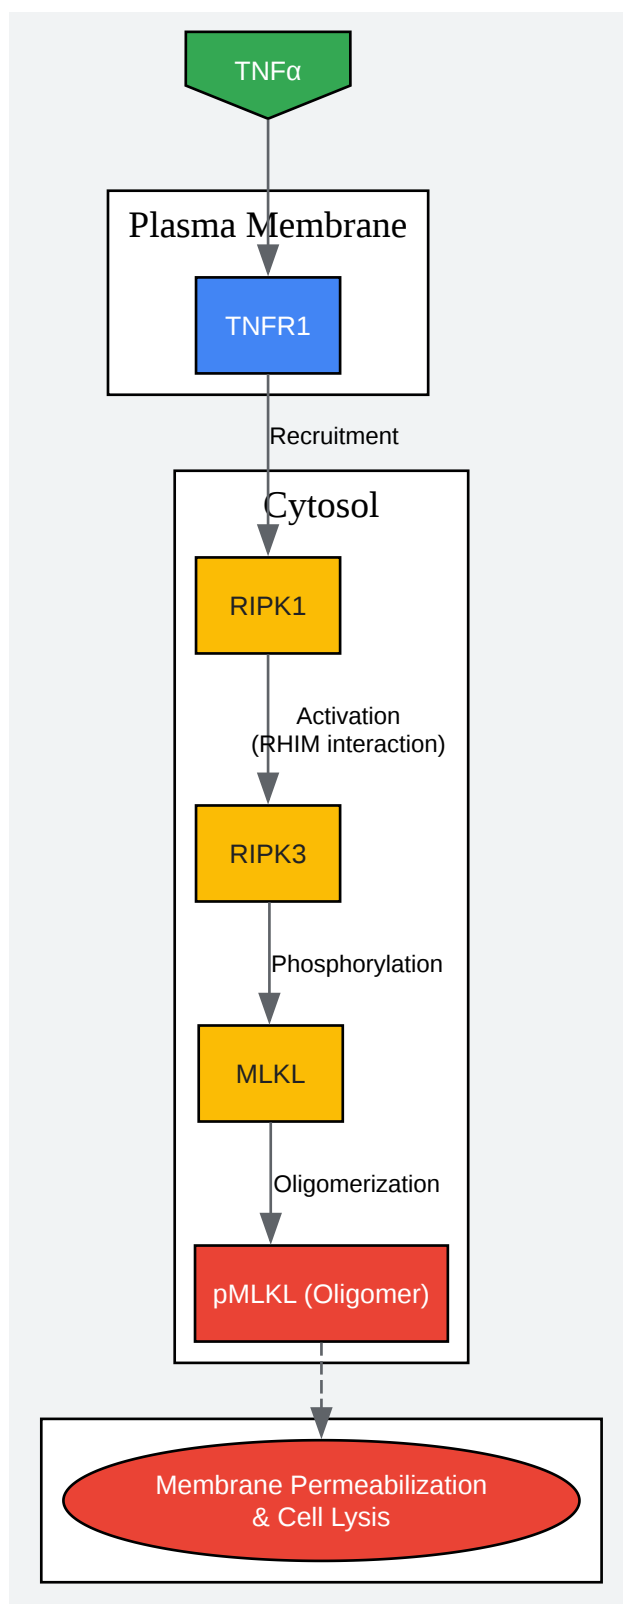 TNFα
Plasma Membrane
TNFR1
Recruitment
Cytosol
RIPK1
Activation
(RHIM interaction)
RIPK3
Phosphorylation
MLKL
Oligomerization
pMLKL (Oligomer)
Membrane Permeabilization
& Cell Lysis